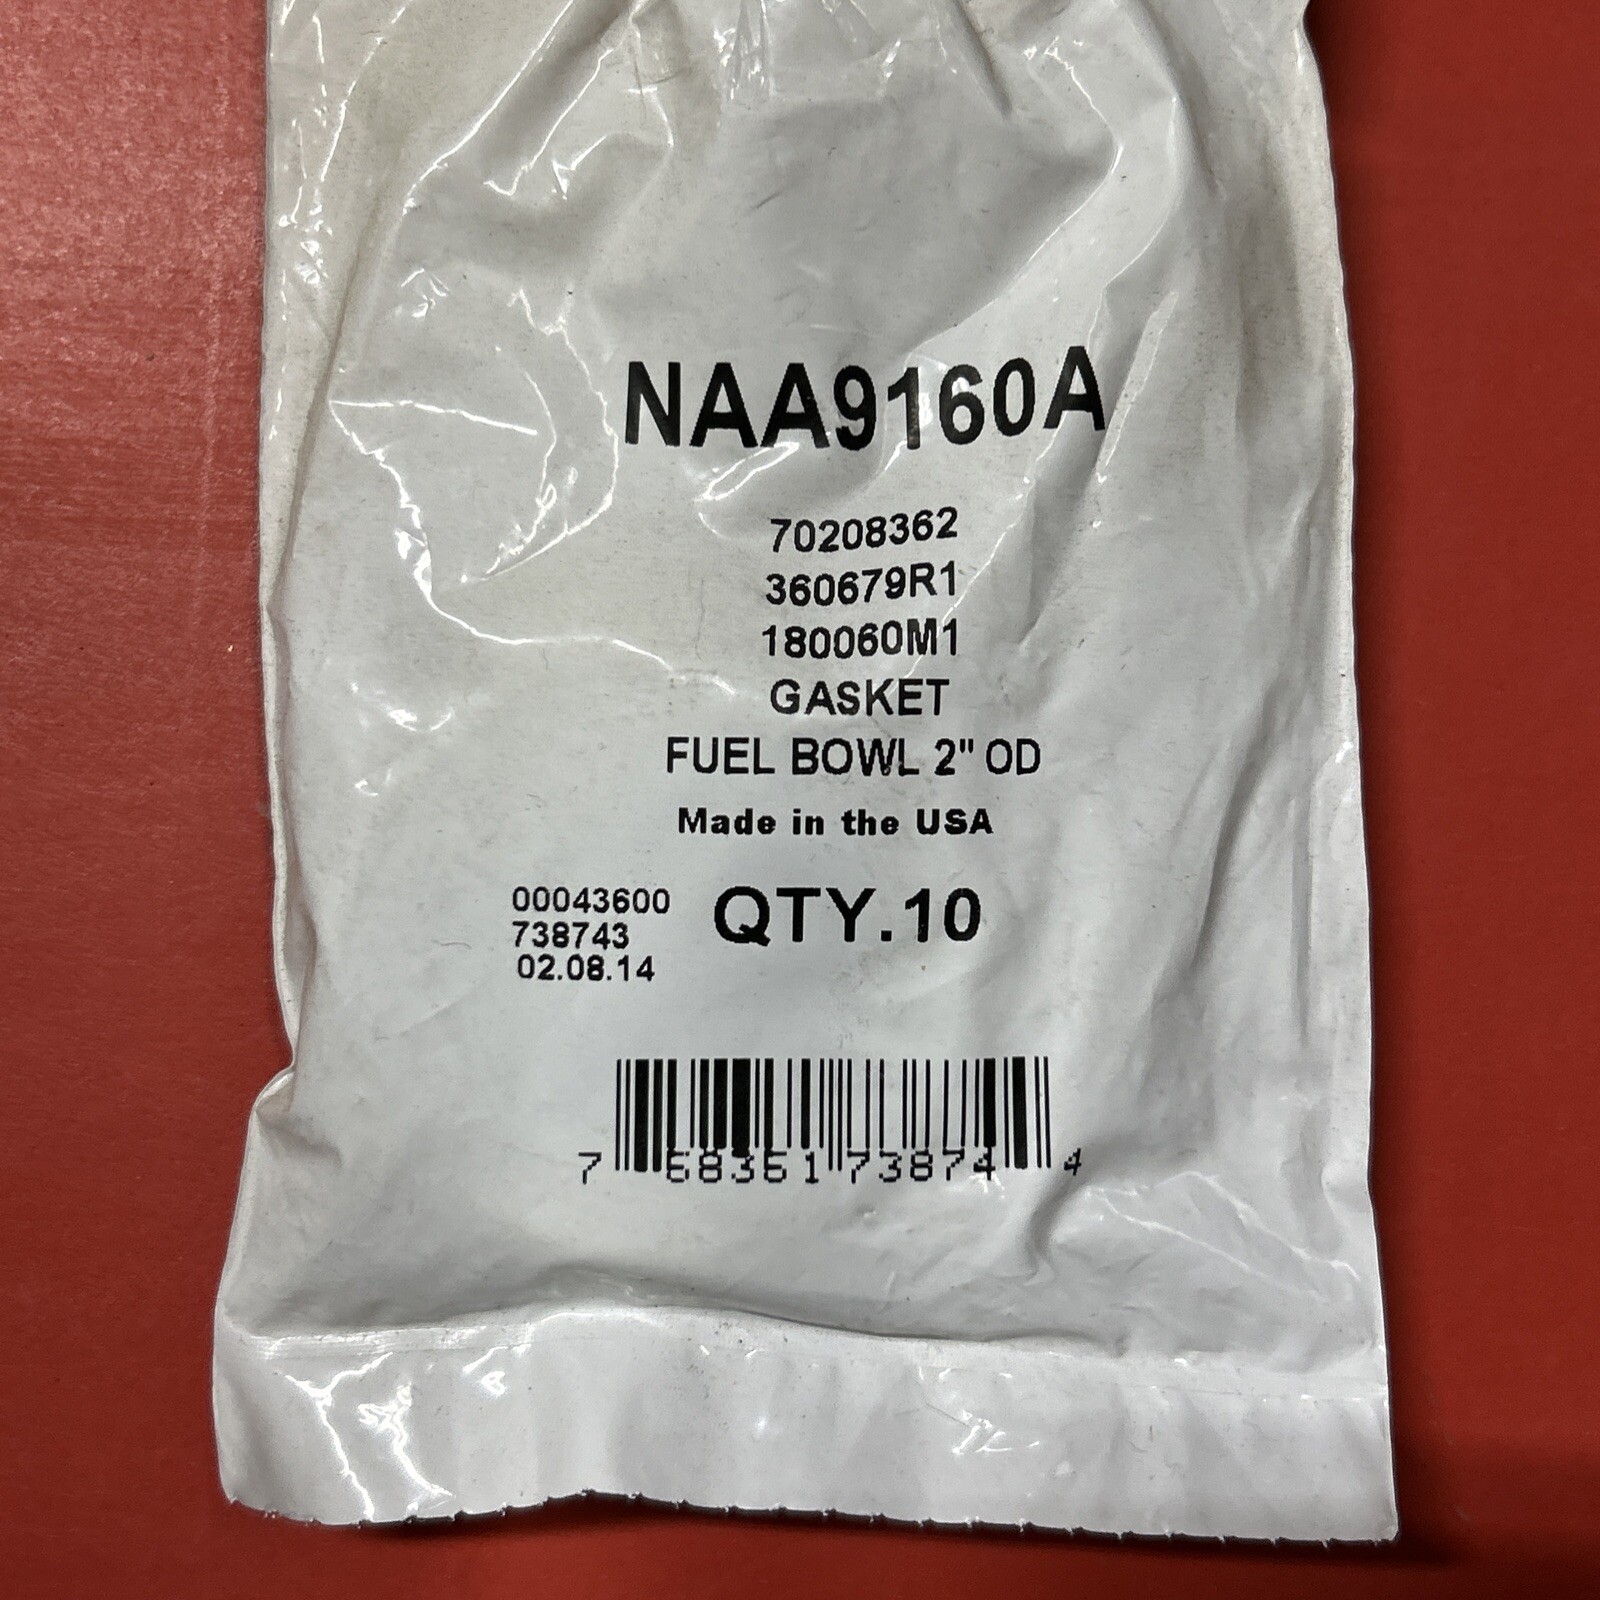 NAA9160A
70208362
360679R1
180060M1
GASKET
FUEL BOWL 2" OD
Made in the USA
00043600
738743
02.08.14
QTY.10
7 68361 73874 4